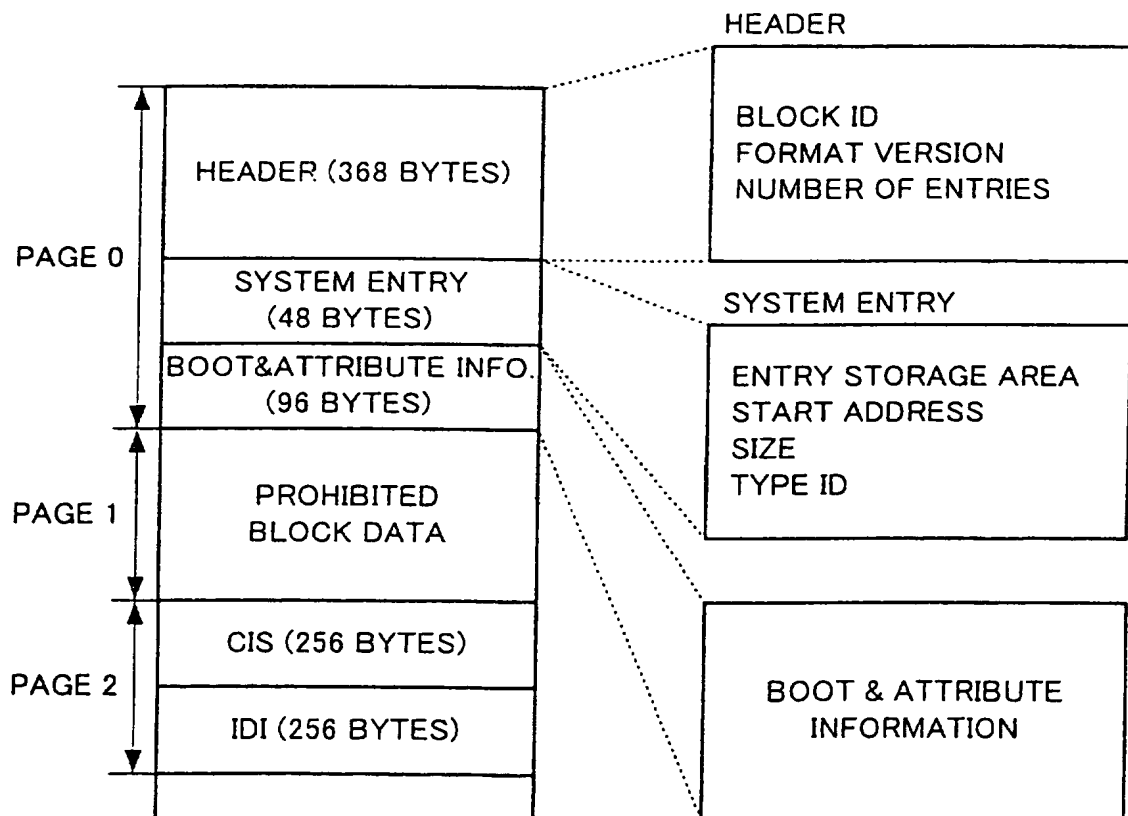 HEADER
BLOCK ID
FORMAT VERSION
NUMBER OF ENTRIES
HEADER (368 BYTES)
PAGE 0
SYSTEM ENTRY
(48 BYTES)
SYSTEM ENTRY
BOOT&ATTRIBUTE INFO.
(96 BYTES)
ENTRY STORAGE AREA
START ADDRESS
SIZE
TYPE ID
PAGE 1
PROHIBITED
BLOCK DATA
CIS (256 BYTES)
PAGE 2
IDI (256 BYTES)
BOOT & ATTRIBUTE
INFORMATION